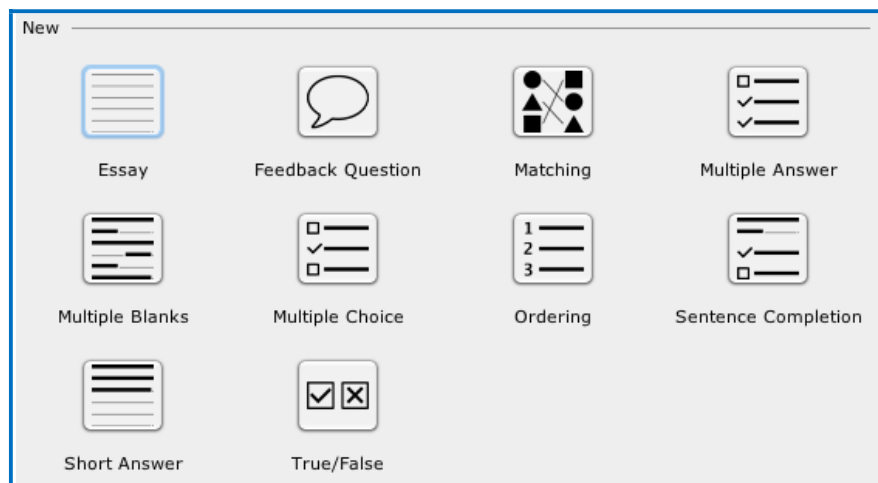 New
Essay
Feedback Question
Matching
Multiple Answer
Multiple Blanks
Multiple Choice
1
2
3
Ordering
Sentence Completion
Short Answer
True/False